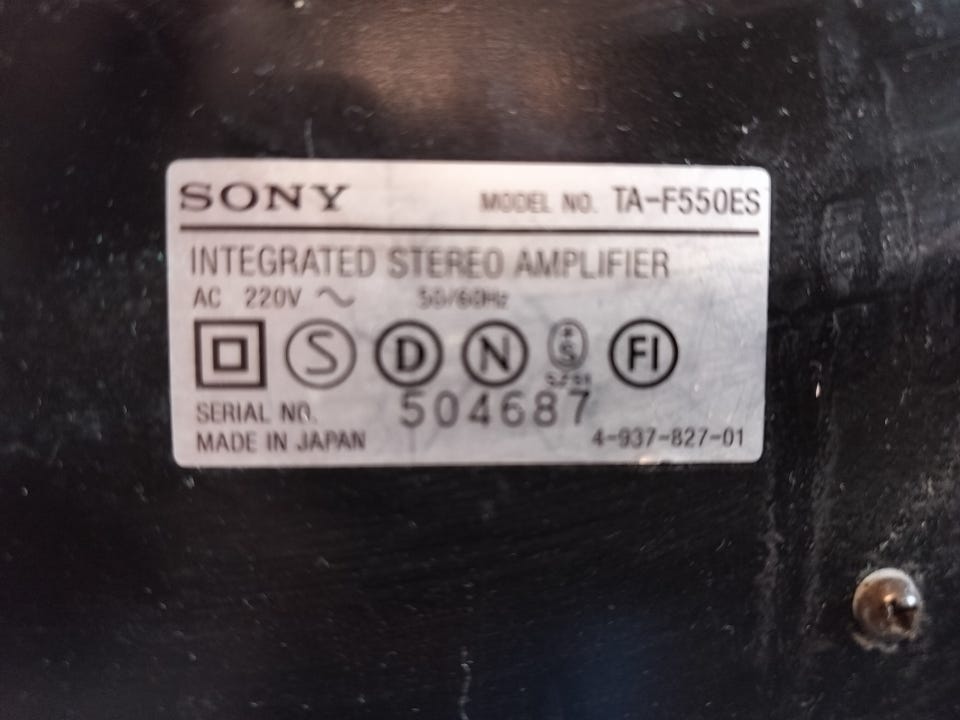 SONY MODEL NO. TA-F550ES
INTEGRATED STEREO AMPLIFIER
AC 220V ~ 50/60Hz
S D N S FI
SERIAL NO. 504687
MADE IN JAPAN 4-937-827-01